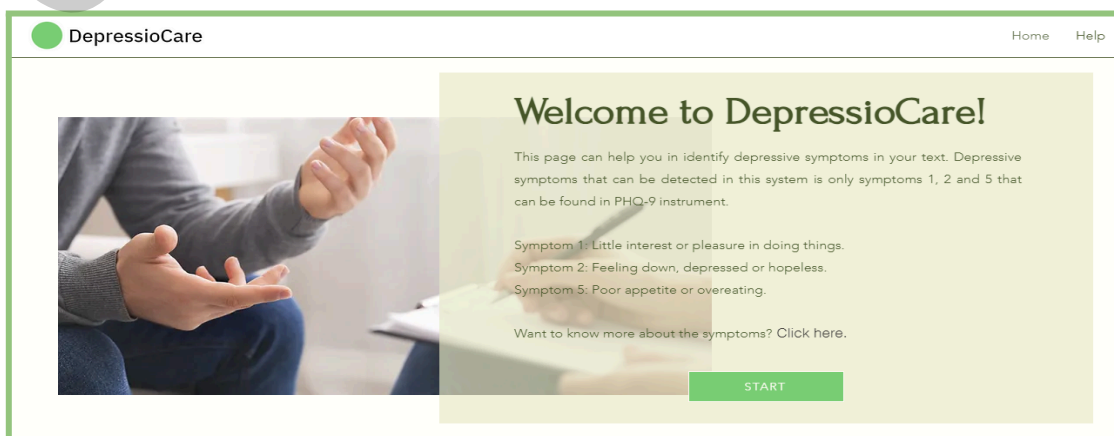 DepressioCare
Home Help
Welcome to DepressioCare!
This page can help you in identify depressive symptoms in your text. Depressive
symptoms that can be detected in this system is only symptoms 1, 2 and 5 that
can be found in PHQ-9 instrument.
Symptom 1: Little interest or pleasure in doing things.
Symptom 2: Feeling down, depressed or hopeless.
Symptom 5: Poor appetite or overeating.
Want to know more about the symptoms? Click here.
START